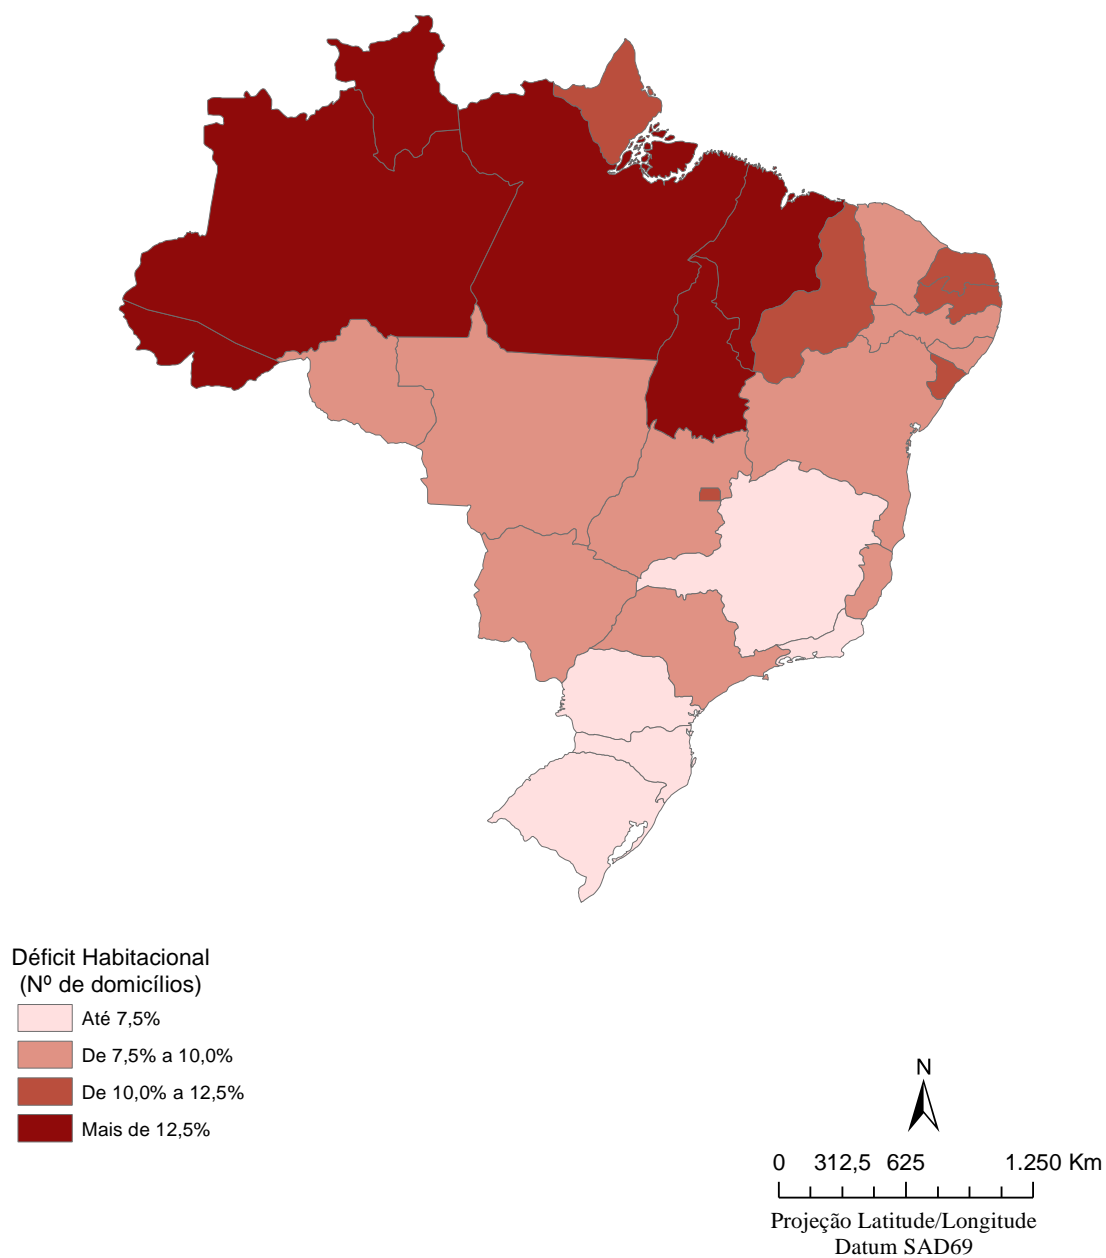 Déficit Habitacional
(Nº de domicílios)
Até 7,5%
De 7,5% a 10,0%
De 10,0% a 12,5%
Mais de 12,5%
N
0 312,5 625 1.250 Km
Projeção Latitude/Longitude
Datum SAD69